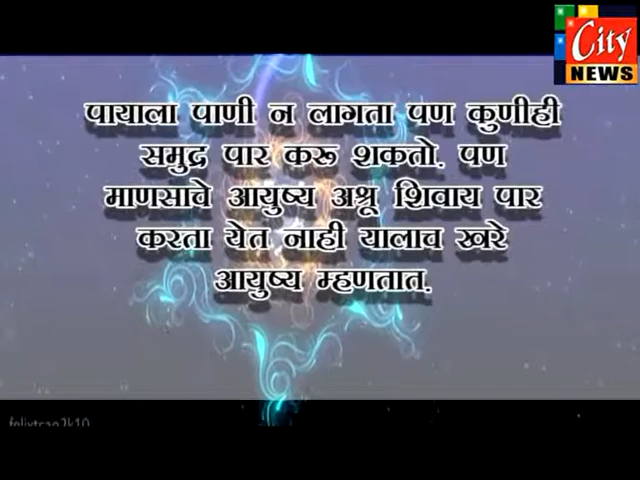 City
NEWS
पायाला पाणी न लागता पण कुणीही
समुद्र पार करू शकतो. पण
माणसाचे आयुष्य अश्रू शिवाय पार
करता येत नाही यालाच खरे
आयुष्य म्हणतात.